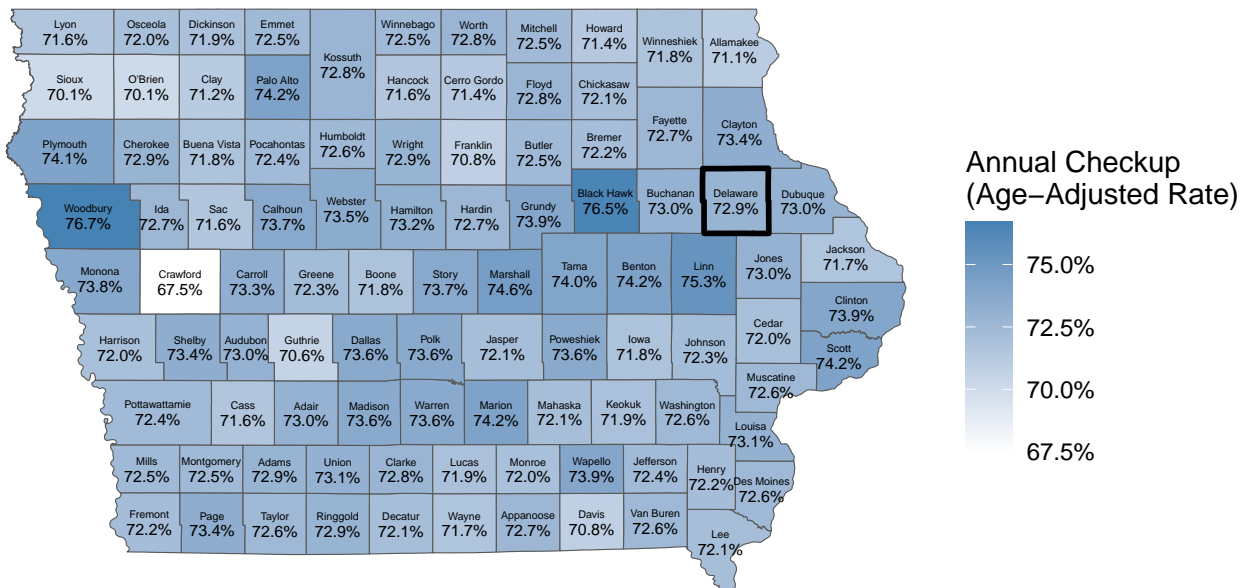 Lyon
71.6%
Osceola
72.0%
Dickinson
71.9%
Emmet
72.5%
Kossuth
72.8%
Winnebago
72.5%
Worth
72.8%
Mitchell
72.5%
Howard
71.4%
Winneshiek
71.8%
Allamakee
71.1%
Sioux
70.1%
O'Brien
70.1%
Clay
71.2%
Palo Alto
74.2%
Hancock
71.6%
Cerro Gordo
71.4%
Floyd
72.8%
Chickasaw
72.1%
Fayette
72.7%
Clayton
73.4%
Plymouth
74.1%
Cherokee
72.9%
Buena Vista
71.8%
Pocahontas
72.4%
Humboldt
72.6%
Wright
72.9%
Franklin
70.8%
Butler
72.5%
Bremer
72.2%
Woodbury
76.7%
Ida
72.7%
Sac
71.6%
Calhoun
73.7%
Webster
73.5%
Hamilton
73.2%
Hardin
72.7%
Grundy
73.9%
Black Hawk
76.5%
Buchanan
73.0%
Delaware
72.9%
Dubuque
73.0%
Monona
73.8%
Crawford
67.5%
Carroll
73.3%
Greene
72.3%
Boone
71.8%
Story
73.7%
Marshall
74.6%
Tama
74.0%
Benton
74.2%
Linn
75.3%
Jones
73.0%
Jackson
71.7%
Clinton
73.9%
Harrison
72.0%
Shelby
73.4%
Audubon
73.0%
Guthrie
70.6%
Dallas
73.6%
Polk
73.6%
Jasper
72.1%
Poweshiek
73.6%
Iowa
71.8%
Johnson
72.3%
Cedar
72.0%
Scott
74.2%
Muscatine
72.6%
Pottawattamie
72.4%
Cass
71.6%
Adair
73.0%
Madison
73.6%
Warren
73.6%
Marion
74.2%
Mahaska
72.1%
Keokuk
71.9%
Washington
72.6%
Louisa
73.1%
Mills
72.5%
Montgomery
72.5%
Adams
72.9%
Union
73.1%
Clarke
72.8%
Lucas
71.9%
Monroe
72.0%
Wapello
73.9%
Jefferson
72.4%
Henry
72.2%
Des Moines
72.6%
Fremont
72.2%
Page
73.4%
Taylor
72.6%
Ringgold
72.9%
Decatur
72.1%
Wayne
71.7%
Appanoose
72.7%
Davis
70.8%
Van Buren
72.6%
Lee
72.1%
Annual Checkup
(Age−Adjusted Rate)
75.0%
72.5%
70.0%
67.5%